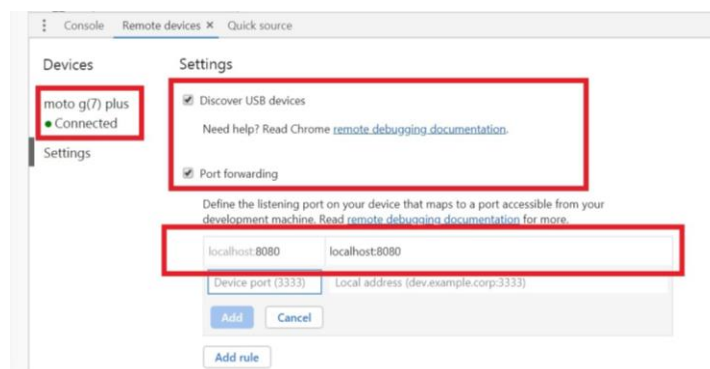 Console Remote devices × Quick source
Devices
Settings
moto g(7) plus
Connected
Settings
Discover USB devices
Need help? Read Chrome remote debugging documentation.
Port forwarding
Define the listening port on your device that maps to a port accessible from your
development machine. Read remote debugging documentation for more.
localhost:8080 localhost:8080
Device port (3333) Local address (dev.example.corp:3333)
Add Cancel
Add rule